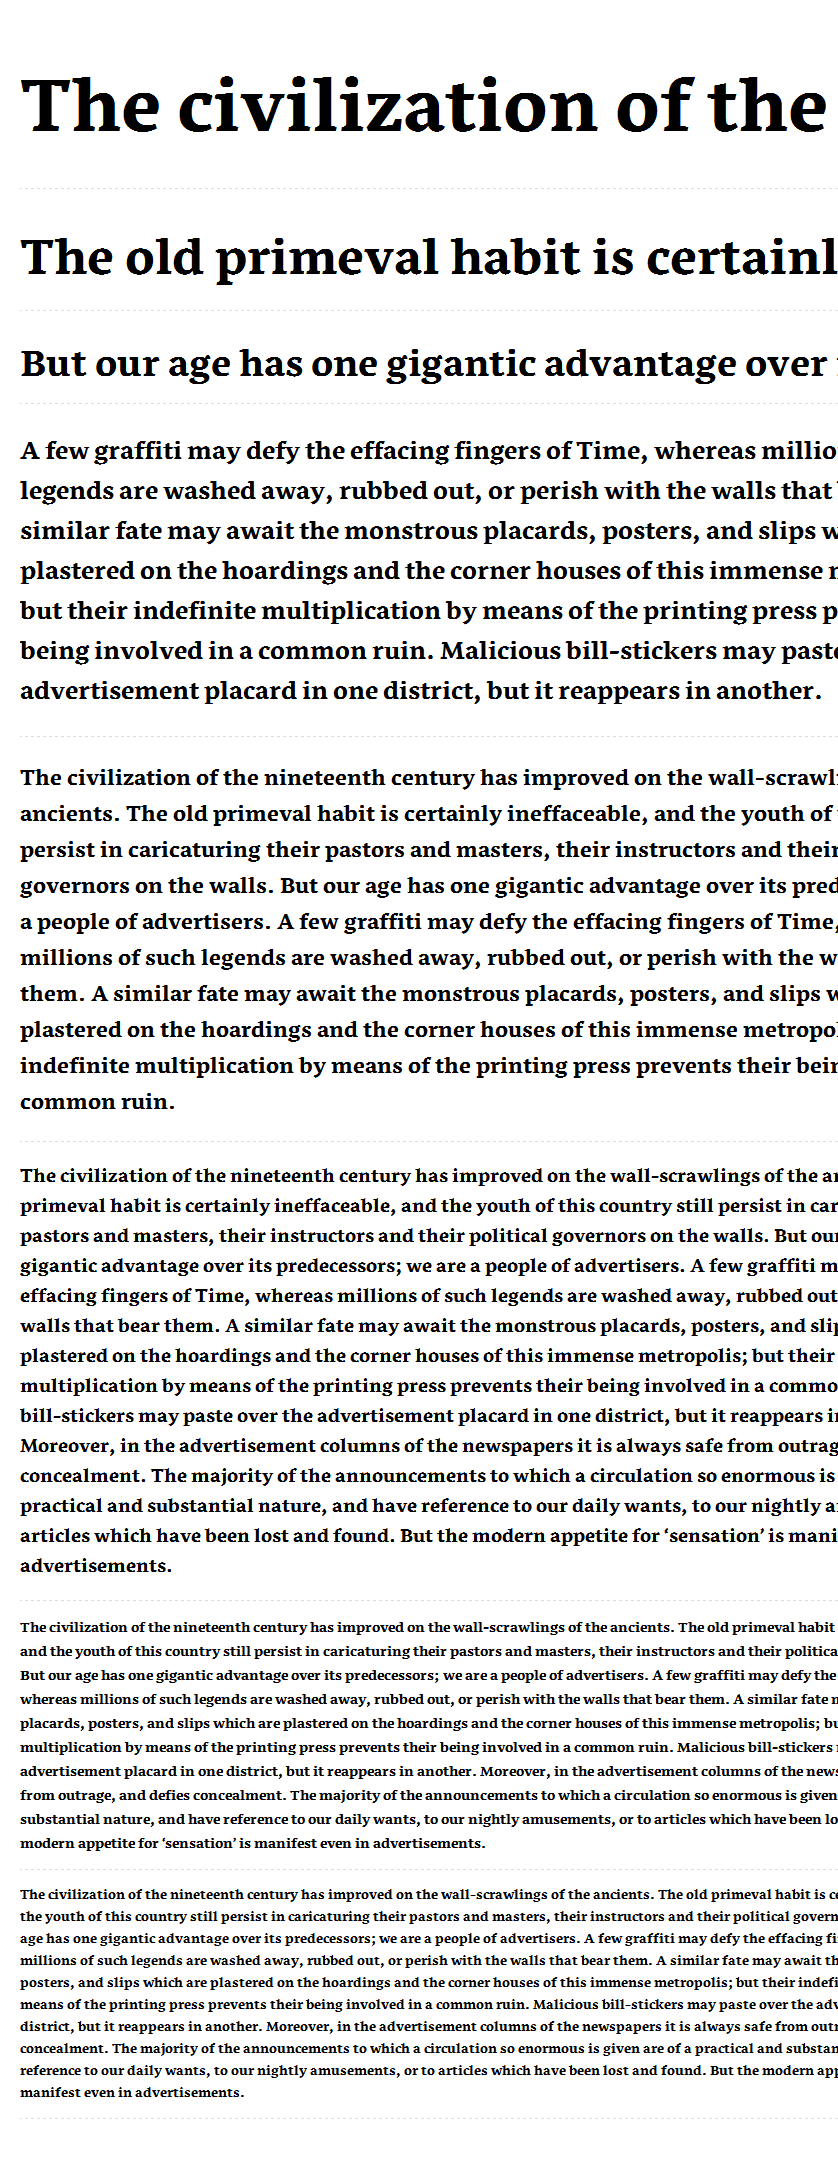 The civilization of the
The old primeval habit is certainl
But our age has one gigantic advantage over
A few graffiti may defy the effacing fingers of Time, whereas millio
legends are washed away, rubbed out, or perish with the walls that
similar fate may await the monstrous placards, posters, and slips w
plastered on the hoardings and the corner houses of this immense
but their indefinite multiplication by means of the printing press p
being involved in a common ruin. Malicious bill-stickers may paste
advertisement placard in one district, but it reappears in another.
The civilization of the nineteenth century has improved on the wall-scrawl
ancients. The old primeval habit is certainly ineffaceable, and the youth of
persist in caricaturing their pastors and masters, their instructors and their
governors on the walls. But our age has one gigantic advantage over its pred
a people of advertisers. A few graffiti may defy the effacing fingers of Time,
millions of such legends are washed away, rubbed out, or perish with the w
them. A similar fate may await the monstrous placards, posters, and slips w
plastered on the hoardings and the corner houses of this immense metropol
indefinite multiplication by means of the printing press prevents their bein
common ruin.
The civilization of the nineteenth century has improved on the wall-scrawlings of the an
primeval habit is certainly ineffaceable, and the youth of this country still persist in car
pastors and masters, their instructors and their political governors on the walls. But our
gigantic advantage over its predecessors; we are a people of advertisers. A few graffiti m
effacing fingers of Time, whereas millions of such legends are washed away, rubbed out
walls that bear them. A similar fate may await the monstrous placards, posters, and slip
plastered on the hoardings and the corner houses of this immense metropolis; but their
multiplication by means of the printing press prevents their being involved in a commo
bill-stickers may paste over the advertisement placard in one district, but it reappears in
Moreover, in the advertisement columns of the newspapers it is always safe from outrag
concealment. The majority of the announcements to which a circulation so enormous is
practical and substantial nature, and have reference to our daily wants, to our nightly a
articles which have been lost and found. But the modern appetite for ‘sensation’ is mani
advertisements.
The civilization of the nineteenth century has improved on the wall-scrawlings of the ancients. The old primeval habit
and the youth of this country still persist in caricaturing their pastors and masters, their instructors and their politica
But our age has one gigantic advantage over its predecessors; we are a people of advertisers. A few graffiti may defy the
whereas millions of such legends are washed away, rubbed out, or perish with the walls that bear them. A similar fate m
placards, posters, and slips which are plastered on the hoardings and the corner houses of this immense metropolis; bu
multiplication by means of the printing press prevents their being involved in a common ruin. Malicious bill-stickers
advertisement placard in one district, but it reappears in another. Moreover, in the advertisement columns of the news
from outrage, and defies concealment. The majority of the announcements to which a circulation so enormous is given
substantial nature, and have reference to our daily wants, to our nightly amusements, or to articles which have been lo
modern appetite for ‘sensation’ is manifest even in advertisements.
The civilization of the nineteenth century has improved on the wall-scrawlings of the ancients. The old primeval habit is ce
the youth of this country still persist in caricaturing their pastors and masters, their instructors and their political govern
age has one gigantic advantage over its predecessors; we are a people of advertisers. A few graffiti may defy the effacing fi
millions of such legends are washed away, rubbed out, or perish with the walls that bear them. A similar fate may await th
posters, and slips which are plastered on the hoardings and the corner houses of this immense metropolis; but their indefi
means of the printing press prevents their being involved in a common ruin. Malicious bill-stickers may paste over the adv
district, but it reappears in another. Moreover, in the advertisement columns of the newspapers it is always safe from outr
concealment. The majority of the announcements to which a circulation so enormous is given are of a practical and substan
reference to our daily wants, to our nightly amusements, or to articles which have been lost and found. But the modern app
manifest even in advertisements.